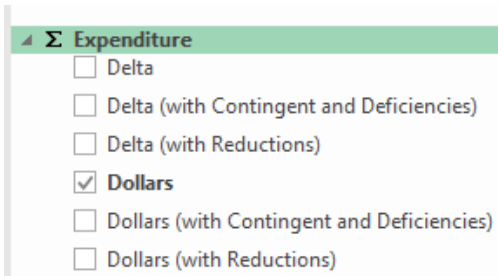 Σ Expenditure
Delta
Delta (with Contingent and Deficiencies)
Delta (with Reductions)
Dollars
Dollars (with Contingent and Deficiencies)
Dollars (with Reductions)